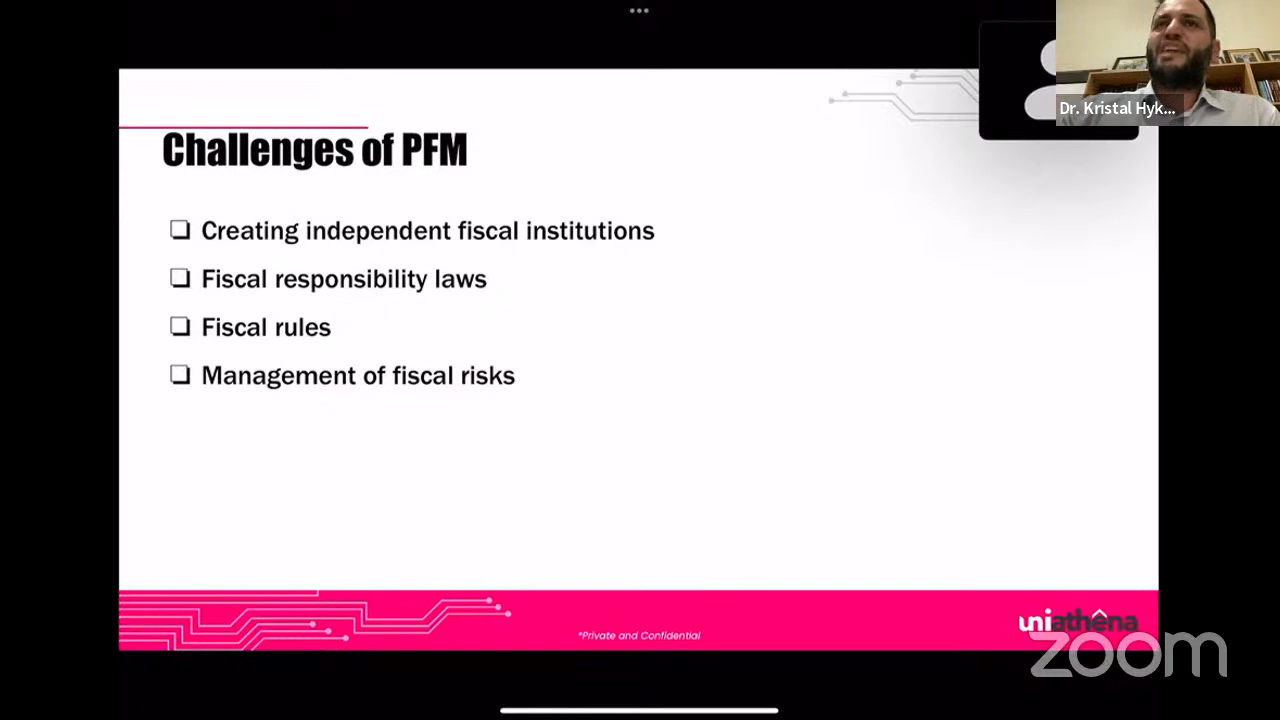 Dr. Kristal Hyk...
Challenges of PFM
Creating independent fiscal institutions
Fiscal responsibility laws
Fiscal rules
Management of fiscal risks
*Private and Confidential
uniathena
zoom